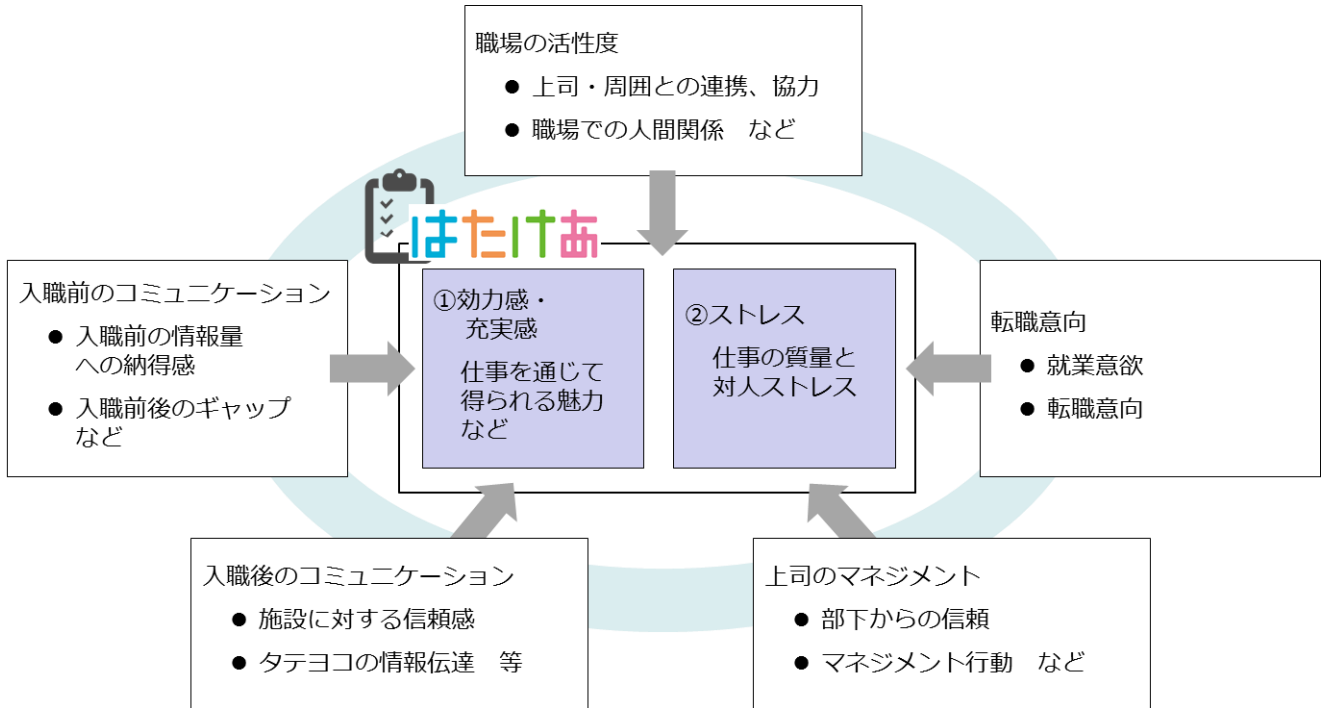 職場の活性度
● 上司・周囲との連携、協力
● 職場での人間関係　など
はたけあ
入職前のコミュニケーション
● 入職前の情報量
への納得感
● 入職前後のギャップ
など
①効力感・
充実感
仕事を通じて
得られる魅力
など
②ストレス
仕事の質量と
対人ストレス
転職意向
● 就業意欲
● 転職意向
入職後のコミュニケーション
● 施設に対する信頼感
● タテヨコの情報伝達　等
上司のマネジメント
● 部下からの信頼
● マネジメント行動　など